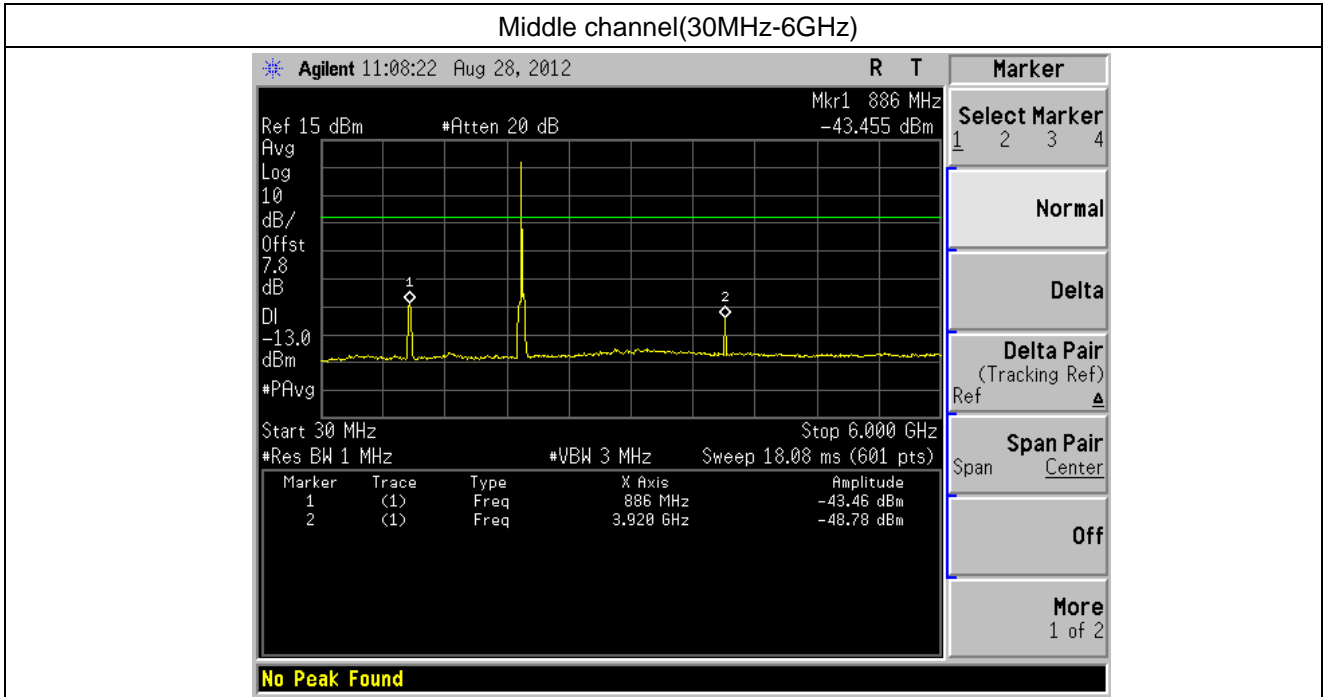 Middle channel(30MHz-6GHz)
Agilent 11:08:22 Aug 28, 2012 R T
Mkr1 886 MHz
Ref 15 dBm #Atten 20 dB -43.455 dBm
Avg
Log
10
dB/
Offst
7.8
dB
DI
-13.0
dBm
#PAvg
1
2
Start 30 MHz Stop 6.000 GHz
#Res BW 1 MHz #VBW 3 MHz Sweep 18.08 ms (601 pts)
Marker Trace Type X Axis Amplitude
1 (1) Freq 886 MHz -43.46 dBm
2 (1) Freq 3.920 GHz -48.78 dBm
No Peak Found
Marker
Select Marker
1 2 3 4
Normal
Delta
Delta Pair
(Tracking Ref)
Ref Δ
Span Pair
Span Center
Off
More
1 of 2